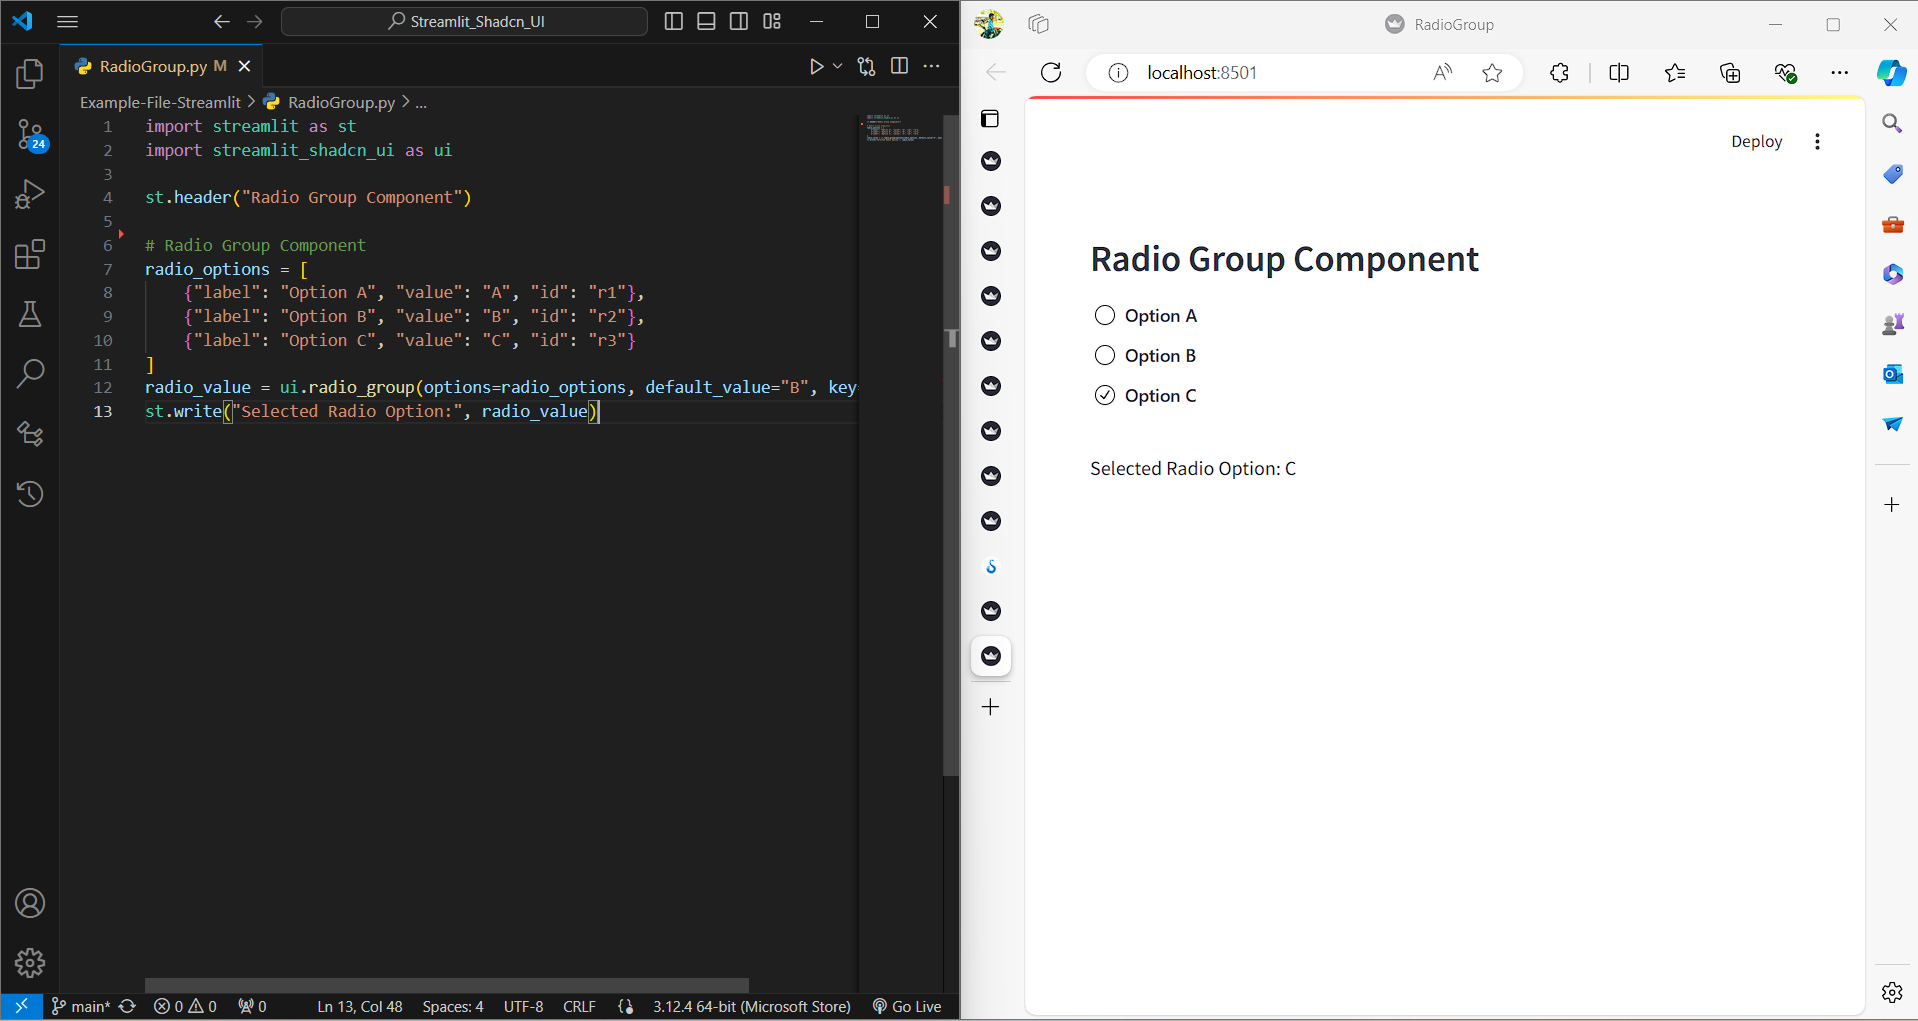 Streamlit_Shadcn_UI
RadioGroup.py M
Example-File-Streamlit > RadioGroup.py > ...
24
1 import streamlit as st
2 import streamlit_shadcn_ui as ui
3
4 st.header("Radio Group Component")
5
6 # Radio Group Component
7 radio_options = [
8 {"label": "Option A", "value": "A", "id": "r1"},
9 {"label": "Option B", "value": "B", "id": "r2"},
10 {"label": "Option C", "value": "C", "id": "r3"}
11 ]
12 radio_value = ui.radio_group(options=radio_options, default_value="B", key=
13 st.write("Selected Radio Option:", radio_value)
main* 0 0 0 Ln 13, Col 48 Spaces: 4 UTF-8 CRLF 3.12.4 64-bit (Microsoft Store) Go Live
RadioGroup
localhost:8501
Deploy
Radio Group Component
Option A
Option B
Option C
Selected Radio Option: C